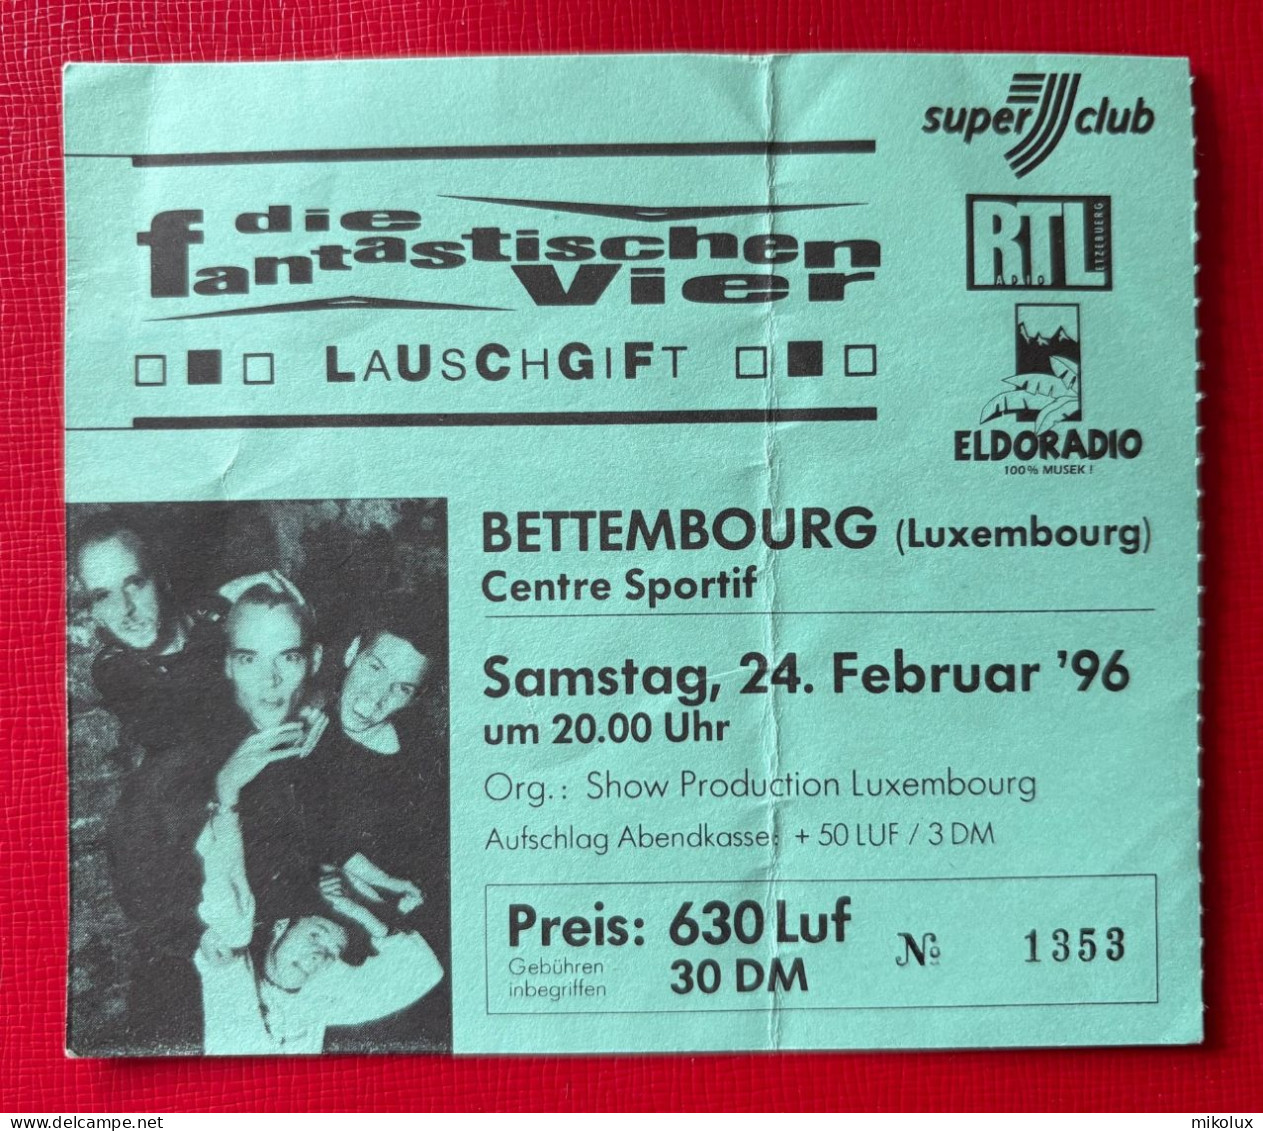 super club
die
fantastischen
Vier
LAUSCHGIFT
RTL
RADIO
LETZEBUERG
ELDORADIO
100% MUSEK !
BETTEMBOURG (Luxembourg)
Centre Sportif
Samstag, 24. Februar '96
um 20.00 Uhr
Org.: Show Production Luxembourg
Aufschlag Abendkasse: + 50 LUF / 3 DM
Preis: 630 Luf
Gebühren
inbegriffen
30 DM
№ 1353
delcampe.net
mikolux